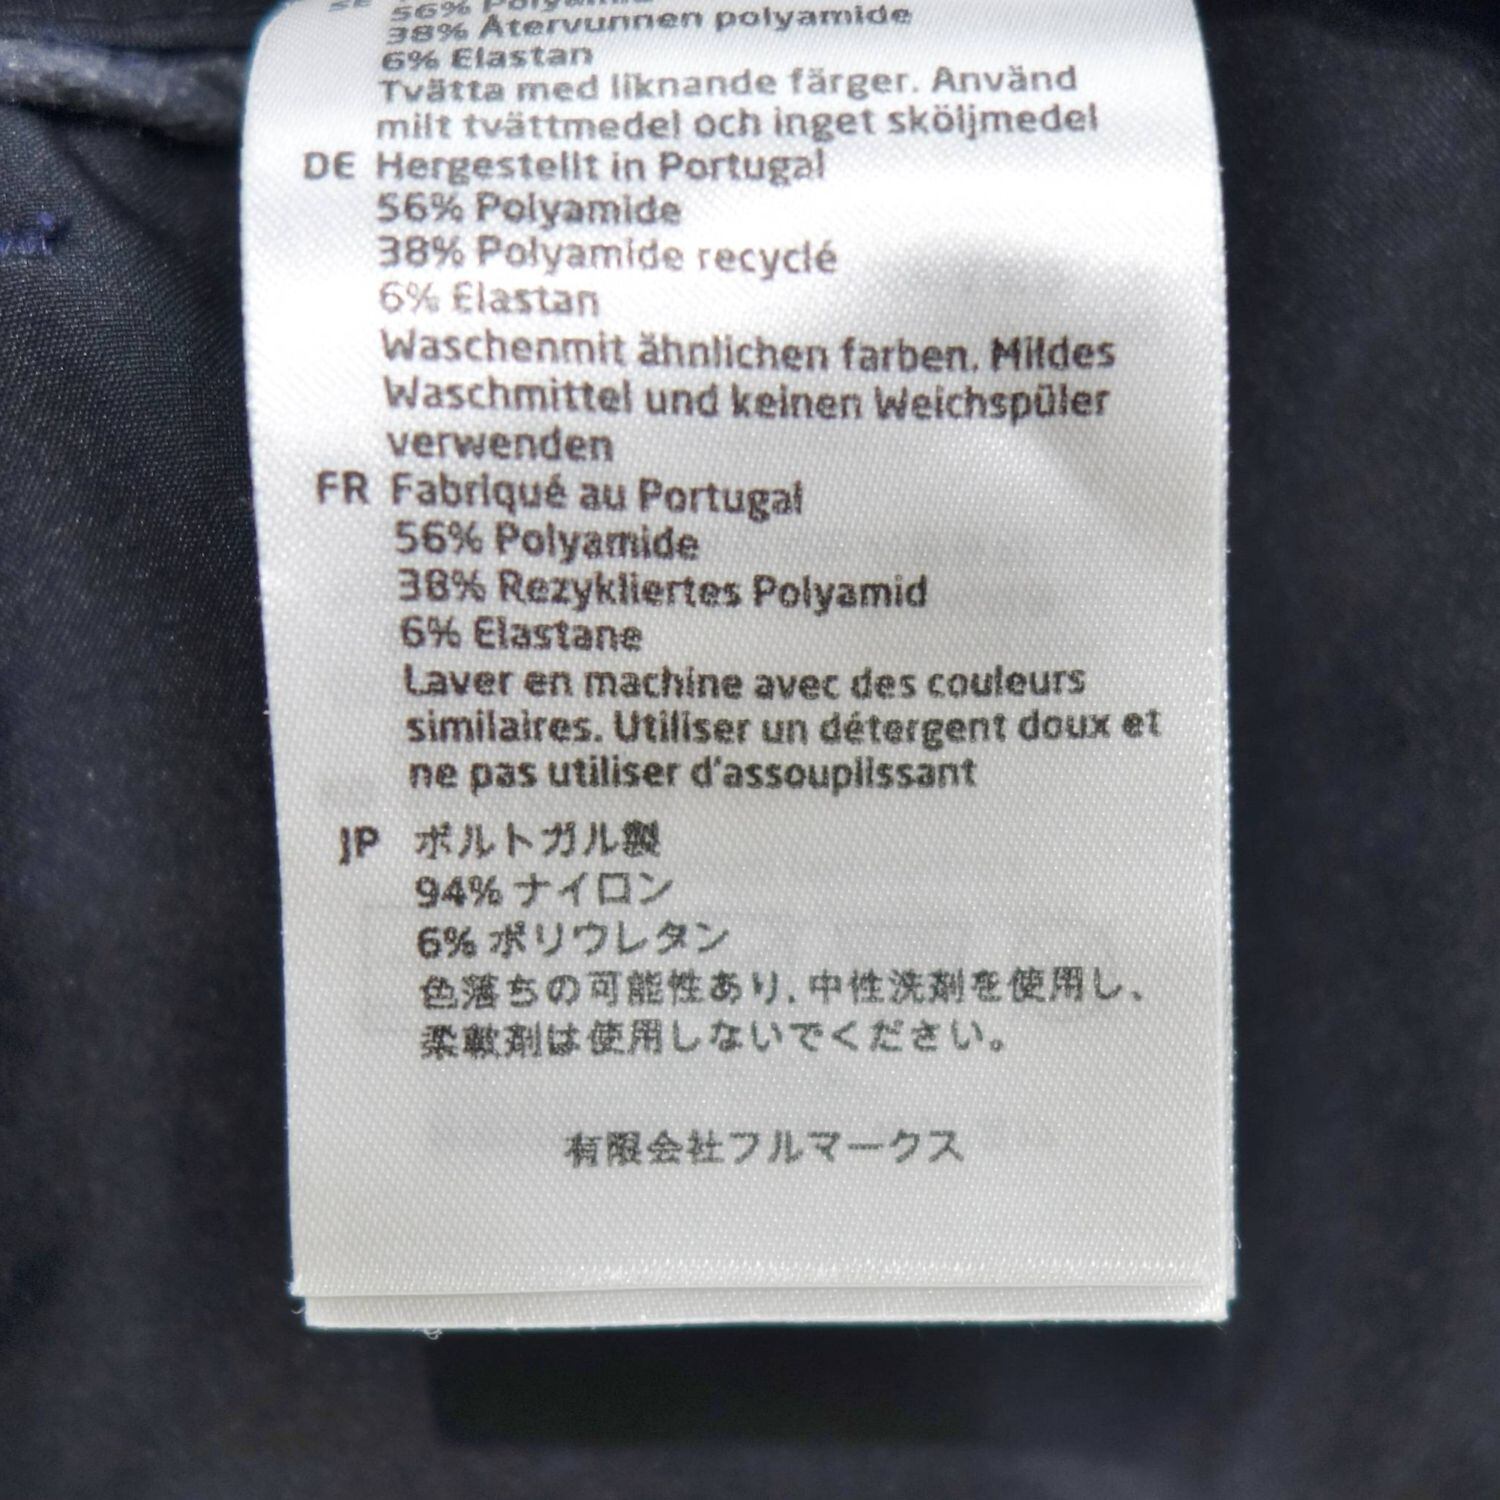 SE 56% Polyamid
38% Återvunnen polyamide
6% Elastan
Tvätta med liknande färger. Använd
milt tvättmedel och inget sköljmedel
DE Hergestellt in Portugal
56% Polyamide
38% Polyamide recyclé
6% Elastan
Waschenmit ähnlichen farben. Mildes
Waschmittel und keinen Weichspüler
verwenden
FR Fabriqué au Portugal
56% Polyamide
38% Rezykliertes Polyamid
6% Elastane
Laver en machine avec des couleurs
similaires. Utiliser un détergent doux et
ne pas utiliser d'assouplissant
JP ポルトガル製
94% ナイロン
6% ポリウレタン
色落ちの可能性あり、中性洗剤を使用し、
柔軟剤は使用しないでください。
有限会社フルマークス